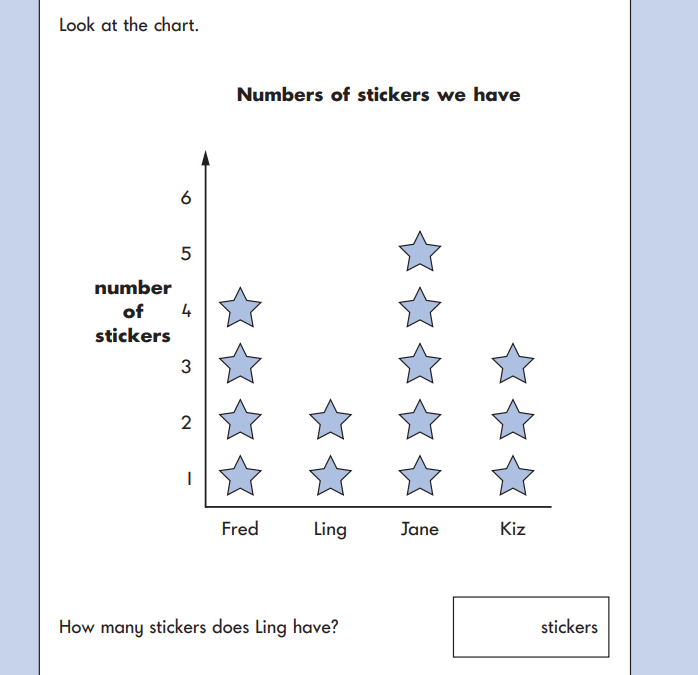 Look at the chart.
Numbers of stickers we have
6
5
number
of
stickers
4
3
2
1
Fred Ling Jane Kiz
How many stickers does Ling have?
stickers